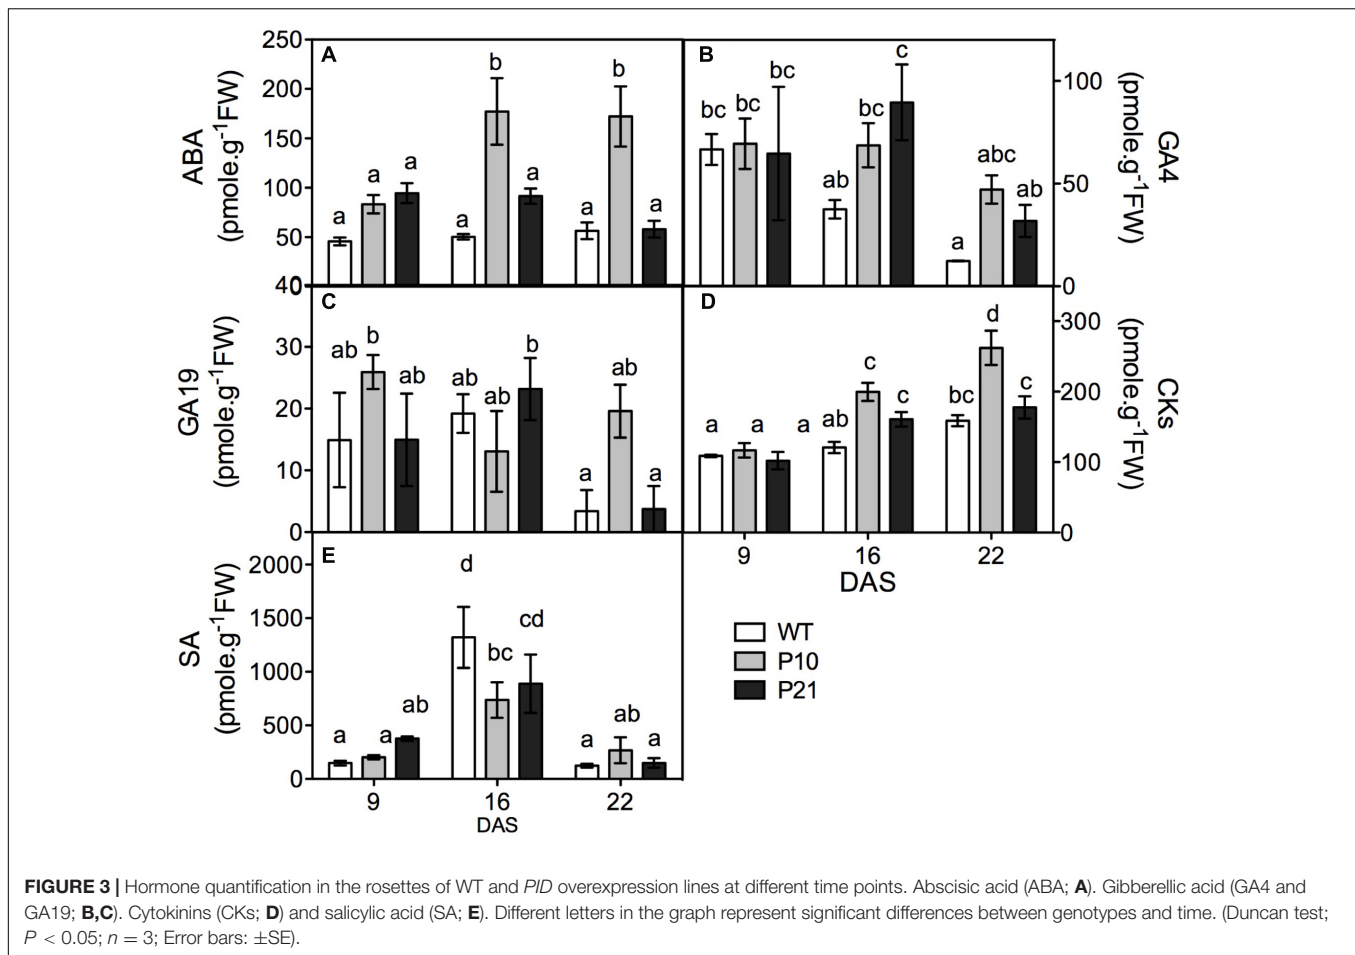 A
250
200
150
100
50
0
ABA
(pmole.g⁻¹FW)
a a a
a b a
a b a
B
100
50
0
GA4
(pmole.g⁻¹FW)
bc bc bc
ab bc c
a abc ab
C
40
30
20
10
0
GA19
(pmole.g⁻¹FW)
ab b ab
ab ab b
a ab a
D
300
200
100
0
CKs
(pmole.g⁻¹FW)
a a a
ab c c
bc d c
9 16 22
DAS
E
2000
1500
1000
500
0
SA
(pmole.g⁻¹FW)
a a ab
d bc cd
a ab a
9 16 22
DAS
WT
P10
P21
FIGURE 3 | Hormone quantification in the rosettes of WT and PID overexpression lines at different time points. Abscisic acid (ABA; A). Gibberellic acid (GA4 and
GA19; B,C). Cytokinins (CKs; D) and salicylic acid (SA; E). Different letters in the graph represent significant differences between genotypes and time. (Duncan test;
P < 0.05; n = 3; Error bars: ±SE).